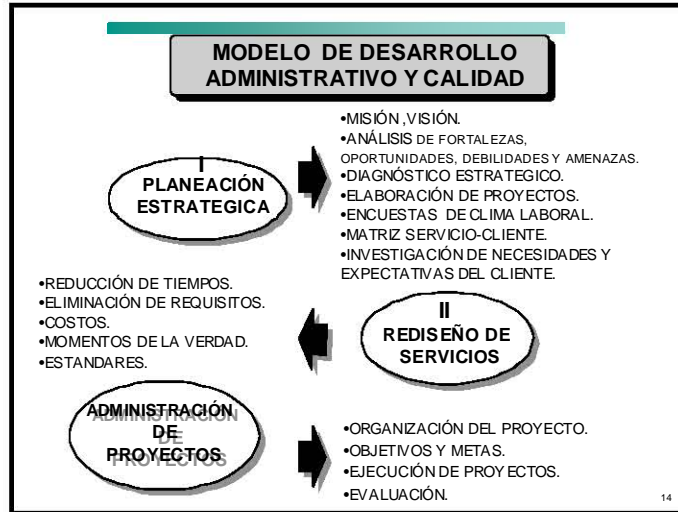 MODELO DE DESARROLLO
ADMINISTRATIVO Y CALIDAD
I
PLANEACIÓN
ESTRATEGICA
•MISIÓN ,VISIÓN.
•ANÁLISIS DE FORTALEZAS,
OPORTUNIDADES, DEBILIDADES Y AMENAZAS.
•DIAGNÓSTICO ESTRATEGICO.
•ELABORACIÓN DE PROYECTOS.
•ENCUESTAS DE CLIMA LABORAL.
•MATRIZ SERVICIO-CLIENTE.
•INVESTIGACIÓN DE NECESIDADES Y
EXPECTATIVAS DEL CLIENTE.
•REDUCCIÓN DE TIEMPOS.
•ELIMINACIÓN DE REQUISITOS.
•COSTOS.
•MOMENTOS DE LA VERDAD.
•ESTANDARES.
II
REDISEÑO DE
SERVICIOS
ADMINISTRACIÓN
DE
PROYECTOS
•ORGANIZACIÓN DEL PROYECTO.
•OBJETIVOS Y METAS.
•EJECUCIÓN DE PROYECTOS.
•EVALUACIÓN.
14